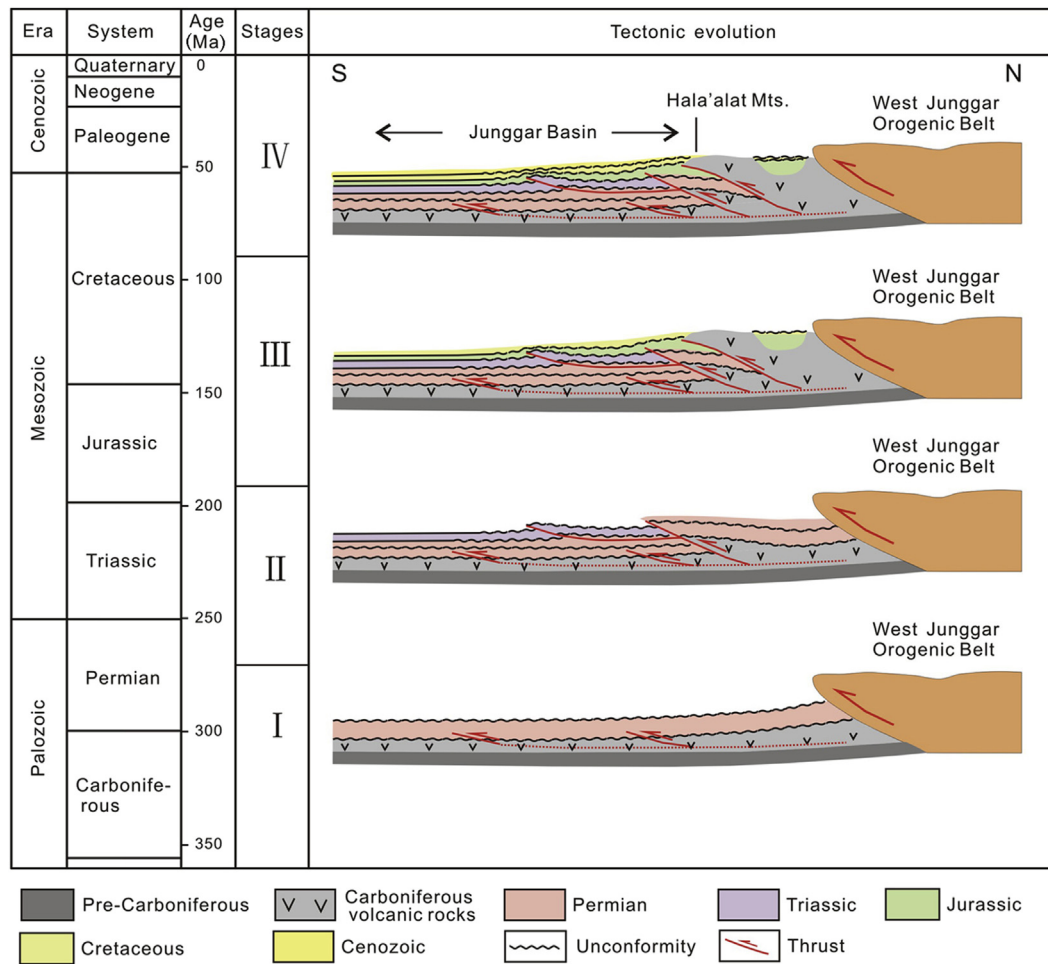 Era
System
Age
(Ma)
Stages
Tectonic evolution
Cenozoic
Mesozoic
Palozoic
Quaternary
Neogene
Paleogene
Cretaceous
Jurassic
Triassic
Permian
Carbonife-
rous
0
50
100
150
200
250
300
350
IV
III
II
I
S
N
Hala'alat Mts.
Junggar Basin
West Junggar
Orogenic Belt
West Junggar
Orogenic Belt
West Junggar
Orogenic Belt
West Junggar
Orogenic Belt
Pre-Carboniferous
Carboniferous
volcanic rocks
Permian
Triassic
Jurassic
Cretaceous
Cenozoic
Unconformity
Thrust